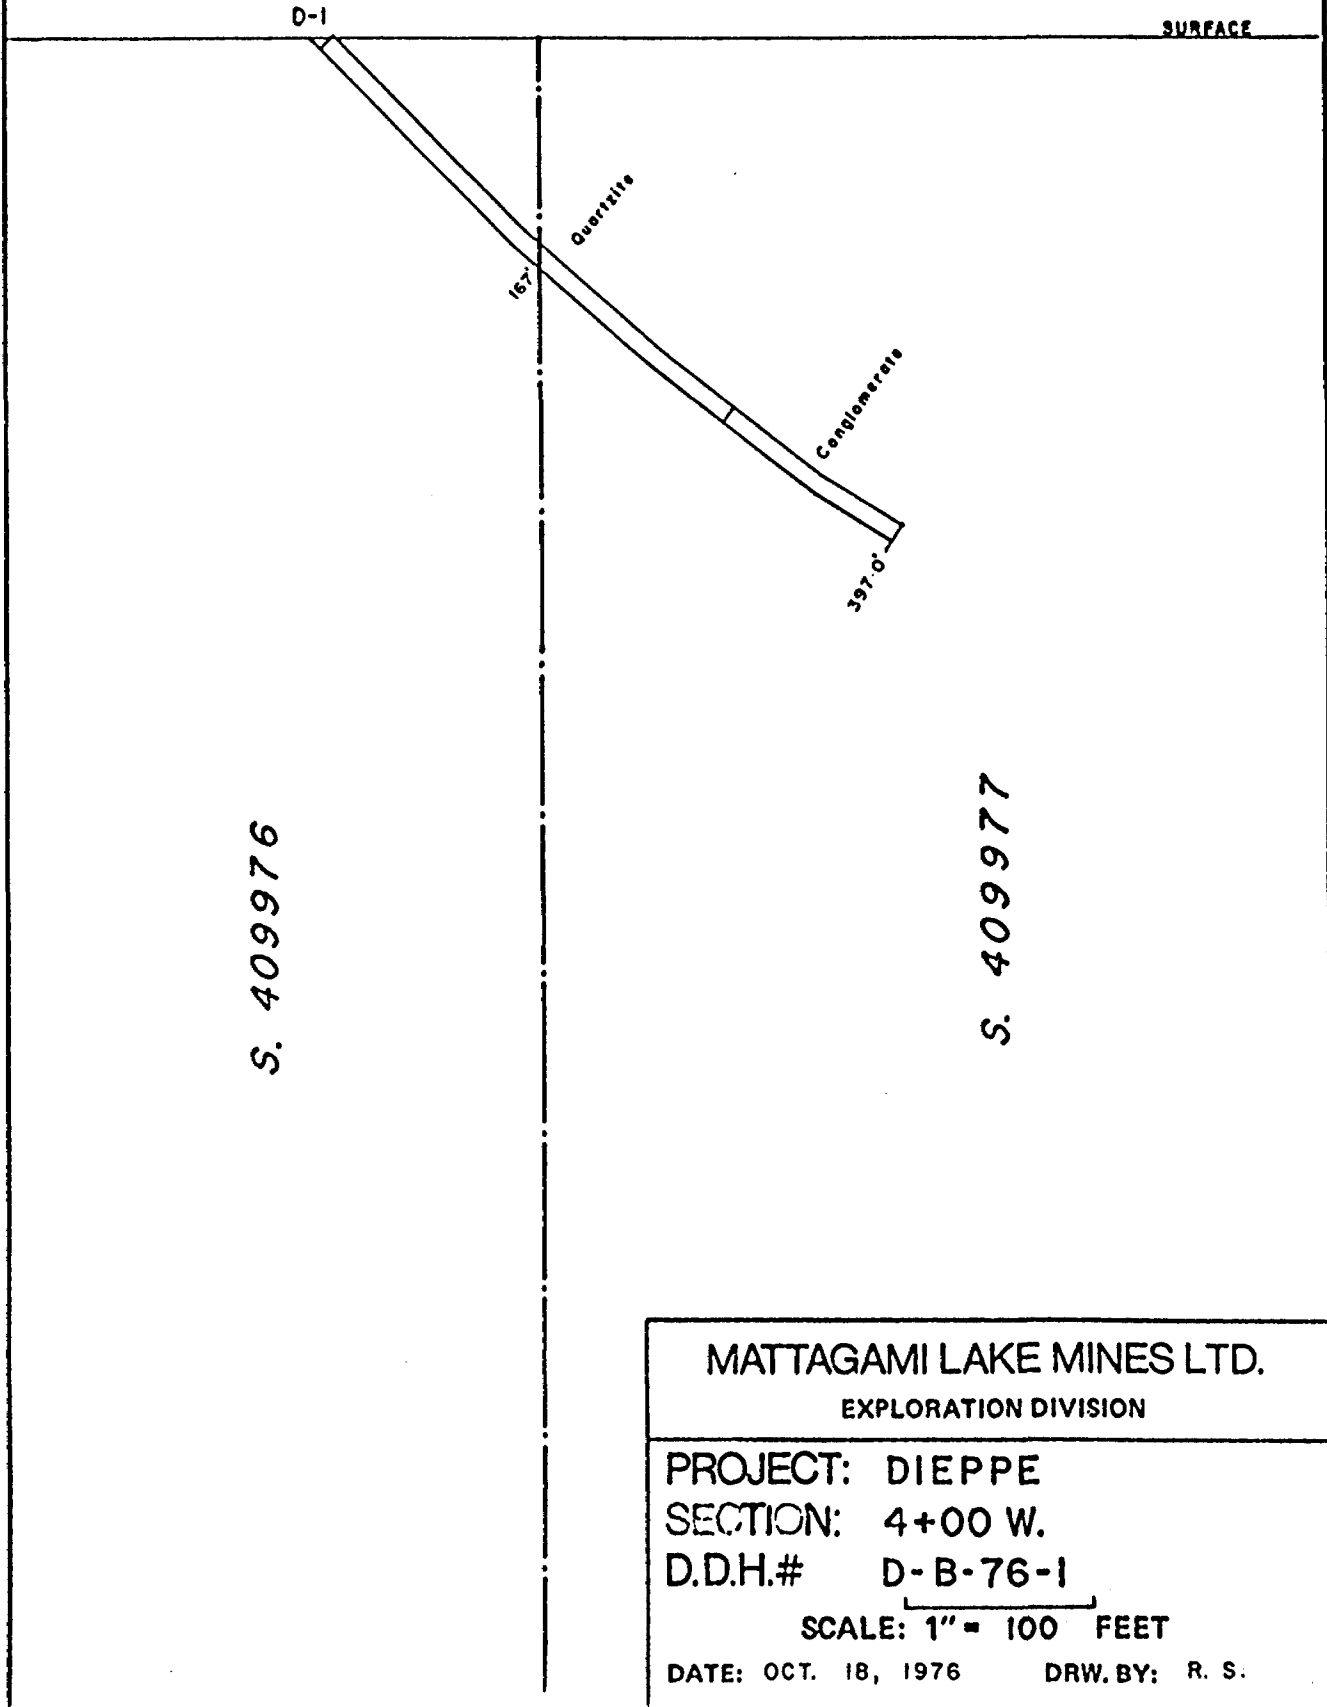 D-1
SURFACE
Quartzite
167'
Conglomerate
397·0'
S. 409976
S. 409977
MATTAGAMI LAKE MINES LTD.
EXPLORATION DIVISION
PROJECT: DIEPPE
SECTION: 4+00 W.
D.D.H.# D-B-76-1
SCALE: 1" = 100 FEET
DATE: OCT. 18, 1976 DRW. BY: R. S.